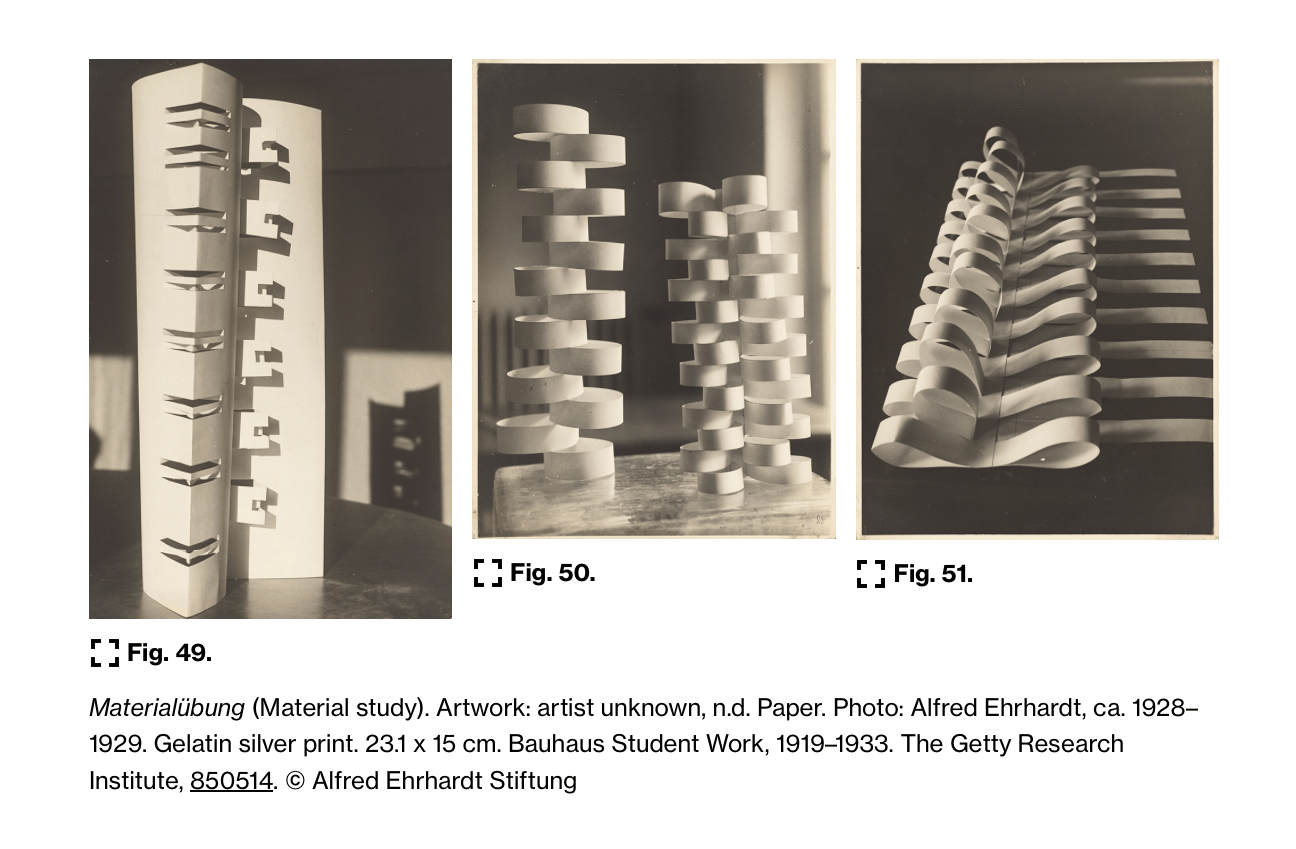 Fig. 50.
Fig. 51.
Fig. 49.
Materialübung (Material study). Artwork: artist unknown, n.d. Paper. Photo: Alfred Ehrhardt, ca. 1928–
1929. Gelatin silver print. 23.1 x 15 cm. Bauhaus Student Work, 1919–1933. The Getty Research
Institute, 850514. © Alfred Ehrhardt Stiftung